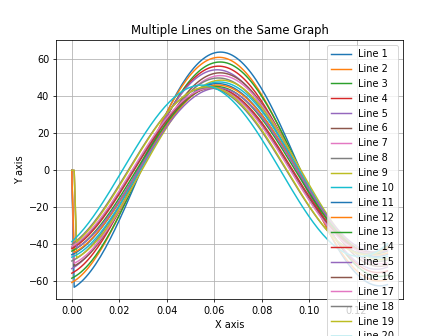 Multiple Lines on the Same Graph
60
40
20
0
−20
−40
−60
Y axis
0.00
0.02
0.04
0.06
0.08
0.10
X axis
Line 1
Line 2
Line 3
Line 4
Line 5
Line 6
Line 7
Line 8
Line 9
Line 10
Line 11
Line 12
Line 13
Line 14
Line 15
Line 16
Line 17
Line 18
Line 19
Line 20